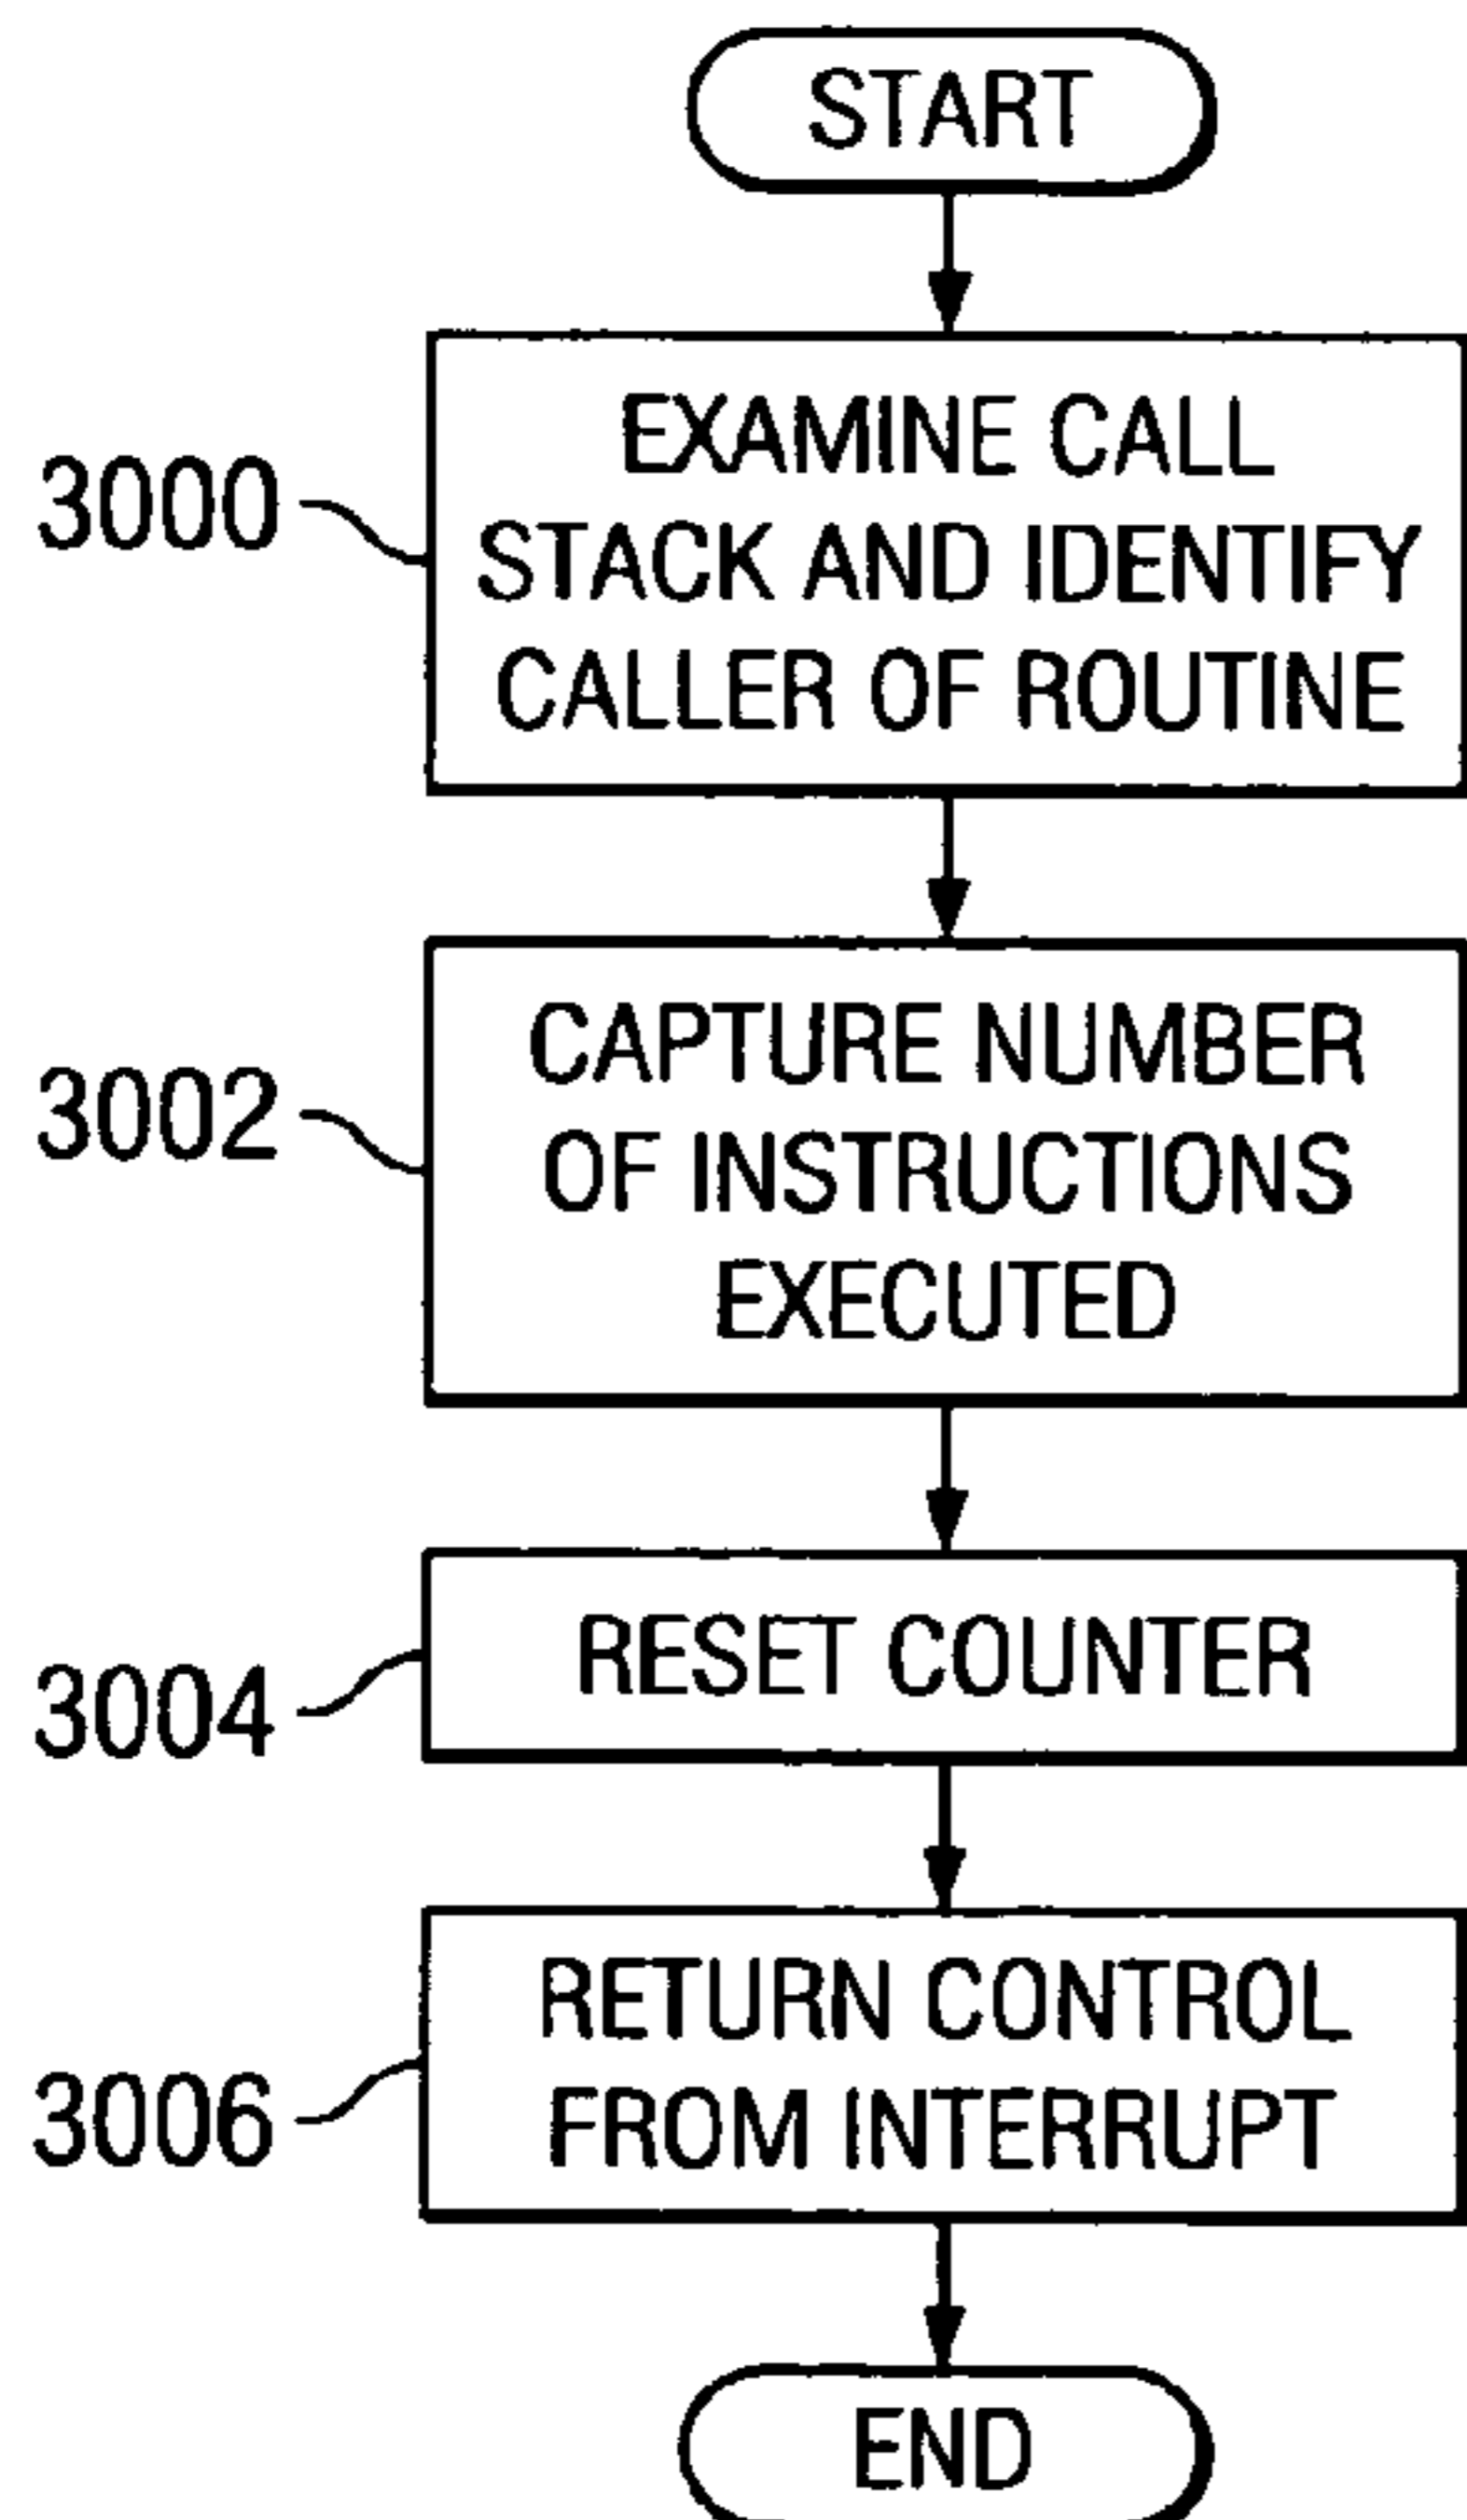 START
3000
EXAMINE CALL
STACK AND IDENTIFY
CALLER OF ROUTINE
3002
CAPTURE NUMBER
OF INSTRUCTIONS
EXECUTED
3004
RESET COUNTER
3006
RETURN CONTROL
FROM INTERRUPT
END